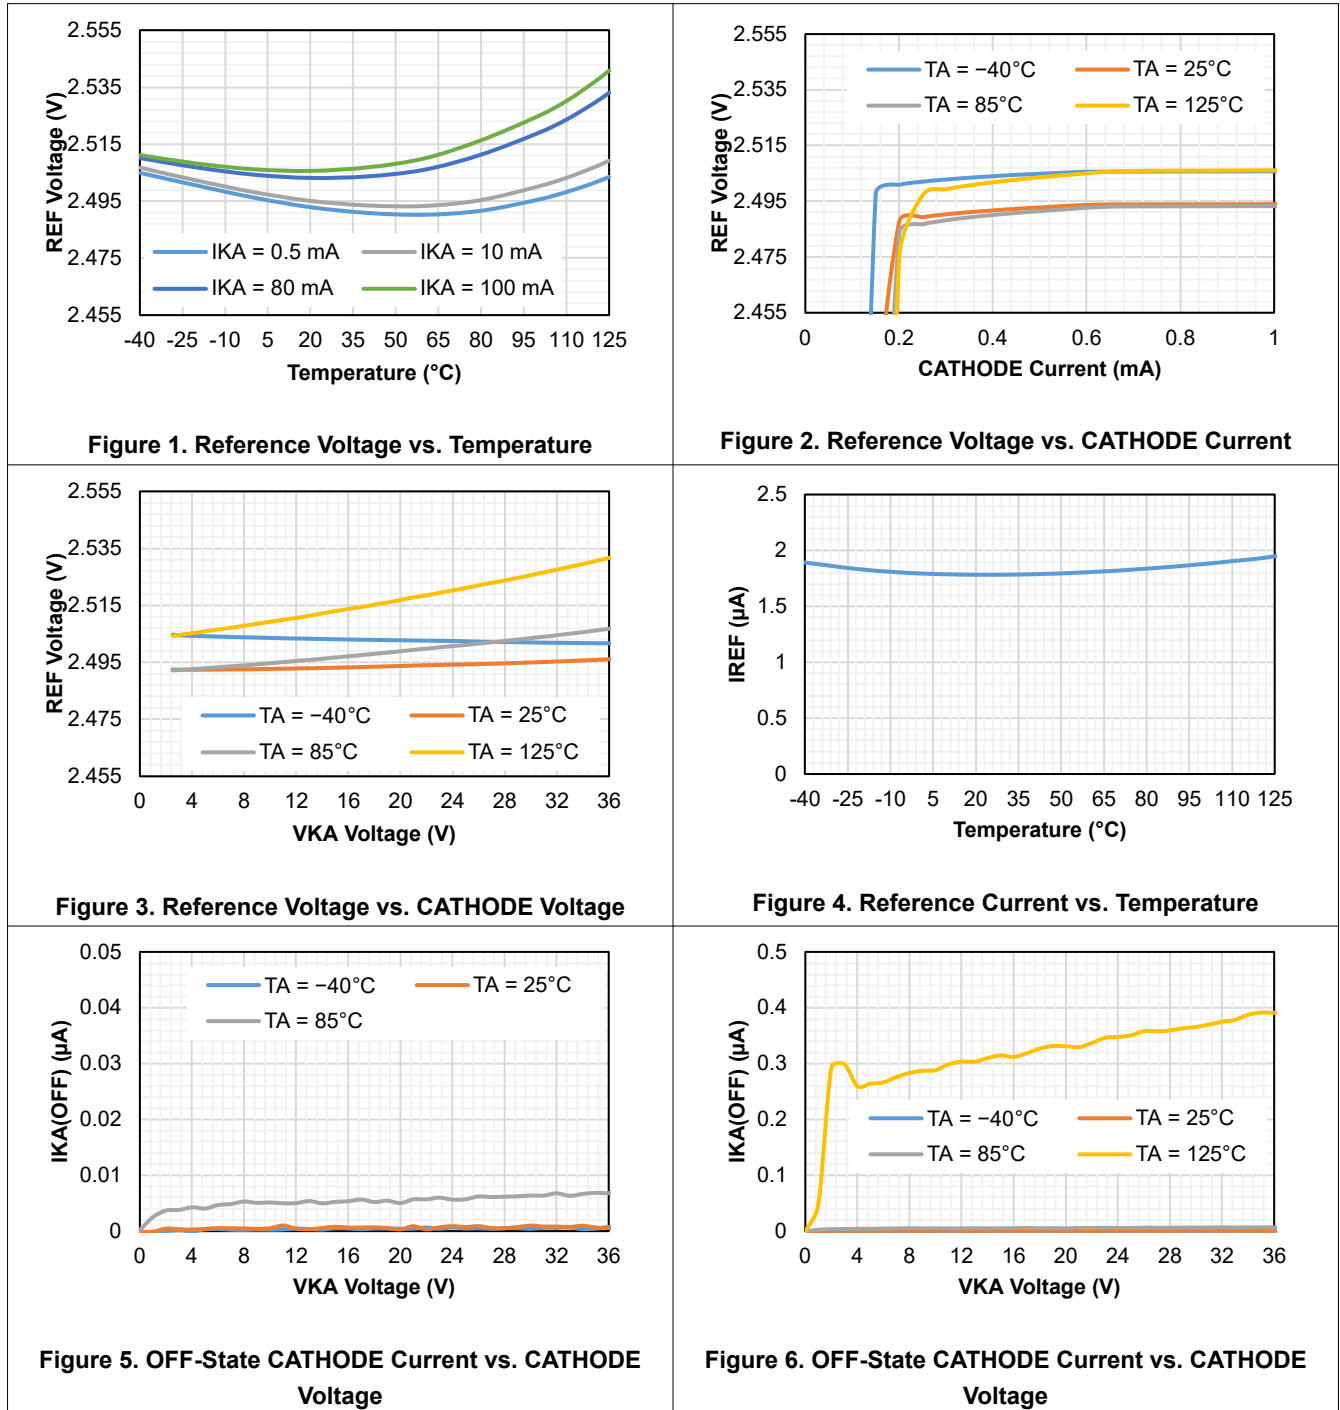 2.555
2.535
2.515
2.495
2.475
2.455
REF Voltage (V)
IKA = 0.5 mA
IKA = 10 mA
IKA = 80 mA
IKA = 100 mA
-40 -25 -10 5 20 35 50 65 80 95 110 125
Temperature (°C)
Figure 1. Reference Voltage vs. Temperature
2.555
2.535
2.515
2.495
2.475
2.455
REF Voltage (V)
TA = −40°C
TA = 25°C
TA = 85°C
TA = 125°C
0 0.2 0.4 0.6 0.8 1
CATHODE Current (mA)
Figure 2. Reference Voltage vs. CATHODE Current
2.555
2.535
2.515
2.495
2.475
2.455
REF Voltage (V)
TA = −40°C
TA = 25°C
TA = 85°C
TA = 125°C
0 4 8 12 16 20 24 28 32 36
VKA Voltage (V)
Figure 3. Reference Voltage vs. CATHODE Voltage
2.5
2
1.5
1
0.5
0
IREF (µA)
-40 -25 -10 5 20 35 50 65 80 95 110 125
Temperature (°C)
Figure 4. Reference Current vs. Temperature
0.05
0.04
0.03
0.02
0.01
0
IKA(OFF) (µA)
TA = −40°C
TA = 25°C
TA = 85°C
0 4 8 12 16 20 24 28 32 36
VKA Voltage (V)
Figure 5. OFF-State CATHODE Current vs. CATHODE
Voltage
0.5
0.4
0.3
0.2
0.1
0
IKA(OFF) (µA)
TA = −40°C
TA = 25°C
TA = 85°C
TA = 125°C
0 4 8 12 16 20 24 28 32 36
VKA Voltage (V)
Figure 6. OFF-State CATHODE Current vs. CATHODE
Voltage